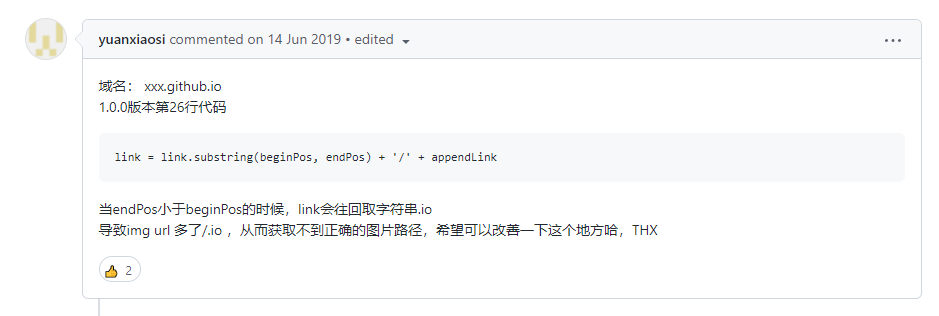 yuanxiaosi commented on 14 Jun 2019 • edited
域名： xxx.github.io
1.0.0版本第26行代码
link = link.substring(beginPos, endPos) + '/' + appendLink
当endPos小于beginPos的时候，link会往回取字符串.io
导致img url 多了/.io ，从而获取不到正确的图片路径，希望可以改善一下这个地方哈，THX
👍 2